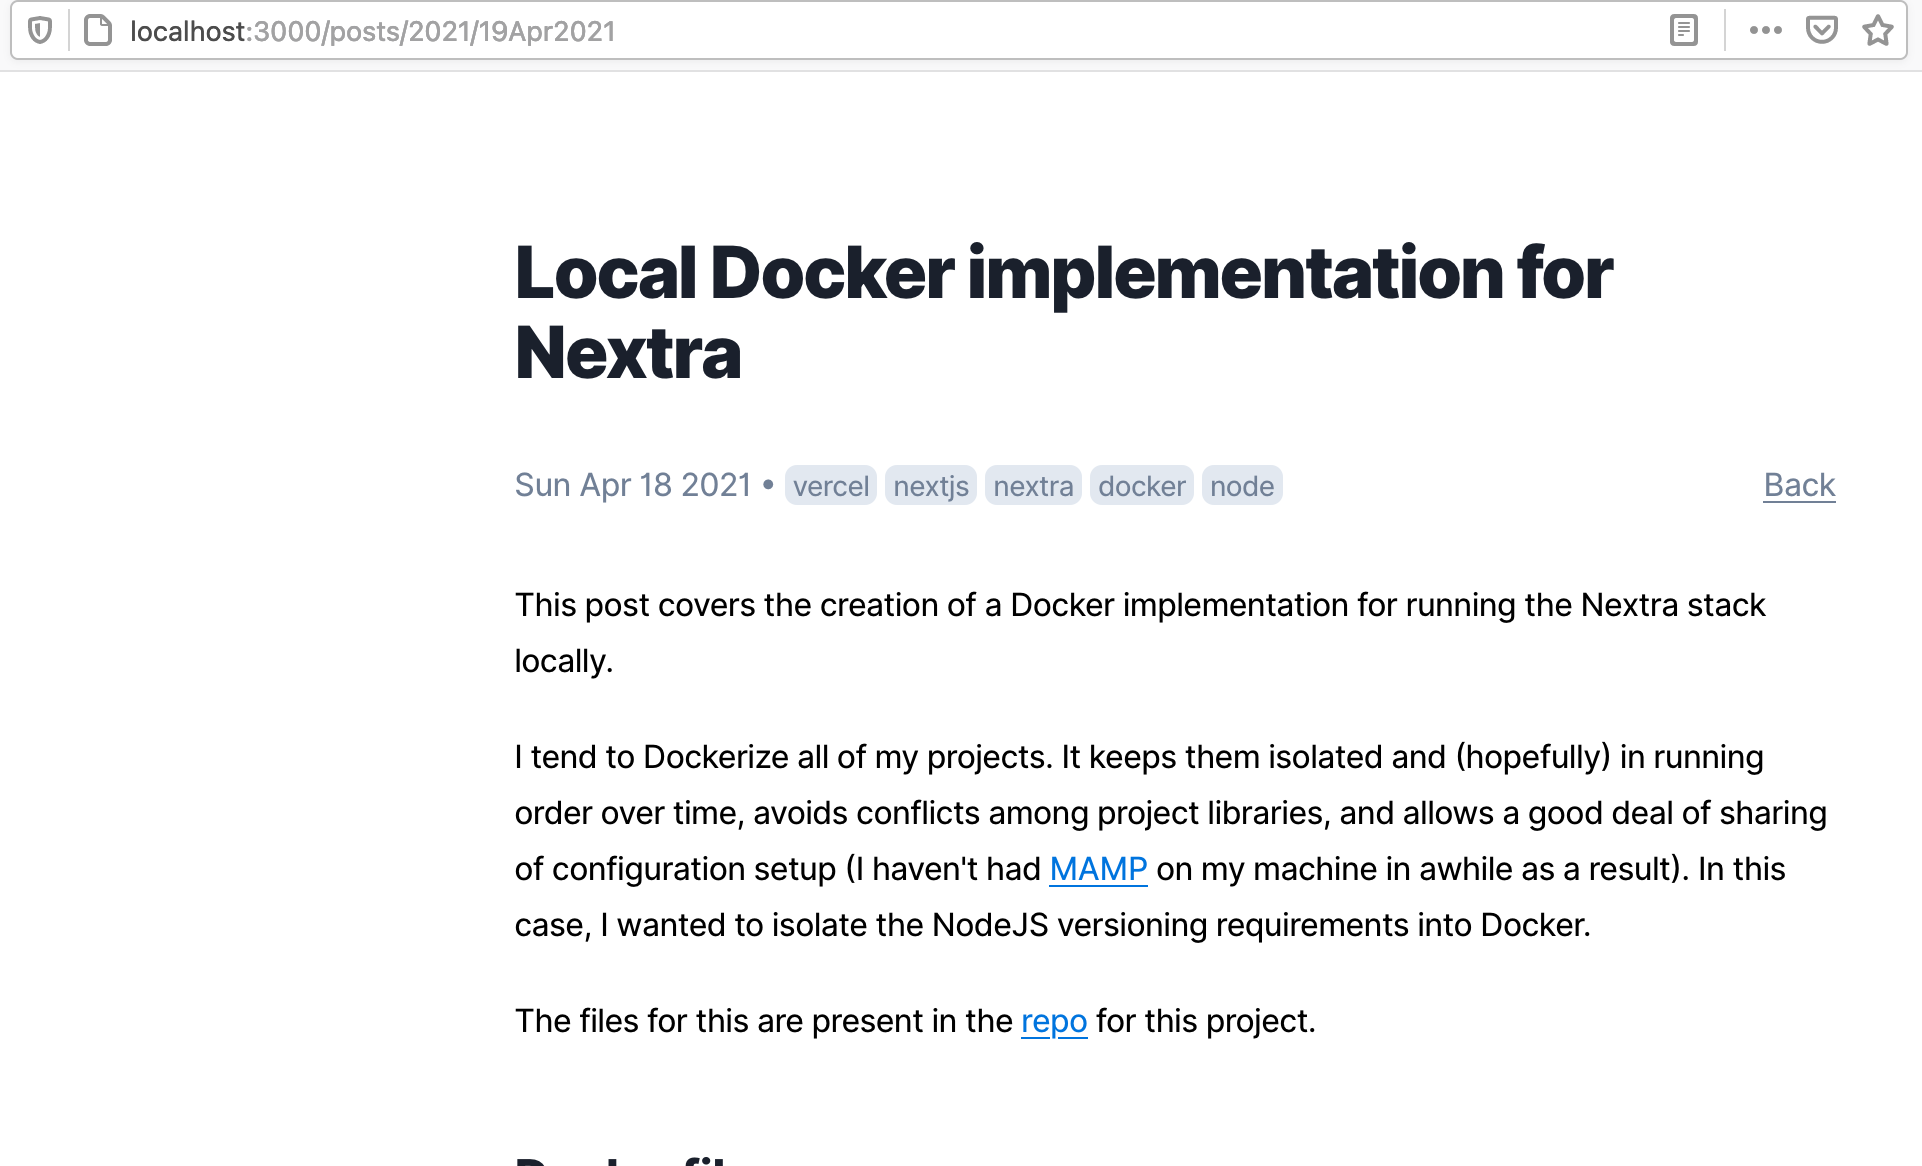 localhost:3000/posts/2021/19Apr2021
Local Docker implementation for
Nextra
Sun Apr 18 2021 • vercel nextjs nextra docker node Back
This post covers the creation of a Docker implementation for running the Nextra stack
locally.
I tend to Dockerize all of my projects. It keeps them isolated and (hopefully) in running
order over time, avoids conflicts among project libraries, and allows a good deal of sharing
of configuration setup (I haven't had MAMP on my machine in awhile as a result). In this
case, I wanted to isolate the NodeJS versioning requirements into Docker.
The files for this are present in the repo for this project.